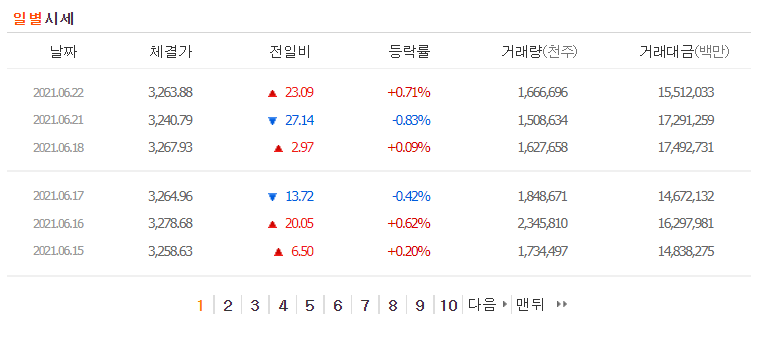 일별시세
날짜 체결가 전일비 등락률 거래량(천주) 거래대금(백만)
2021.06.22 3,263.88 ▲ 23.09 +0.71% 1,666,696 15,512,033
2021.06.21 3,240.79 ▼ 27.14 -0.83% 1,508,634 17,291,259
2021.06.18 3,267.93 ▲ 2.97 +0.09% 1,627,658 17,492,731
2021.06.17 3,264.96 ▼ 13.72 -0.42% 1,848,671 14,672,132
2021.06.16 3,278.68 ▲ 20.05 +0.62% 2,345,810 16,297,981
2021.06.15 3,258.63 ▲ 6.50 +0.20% 1,734,497 14,838,275
1 2 3 4 5 6 7 8 9 10 다음 맨뒤